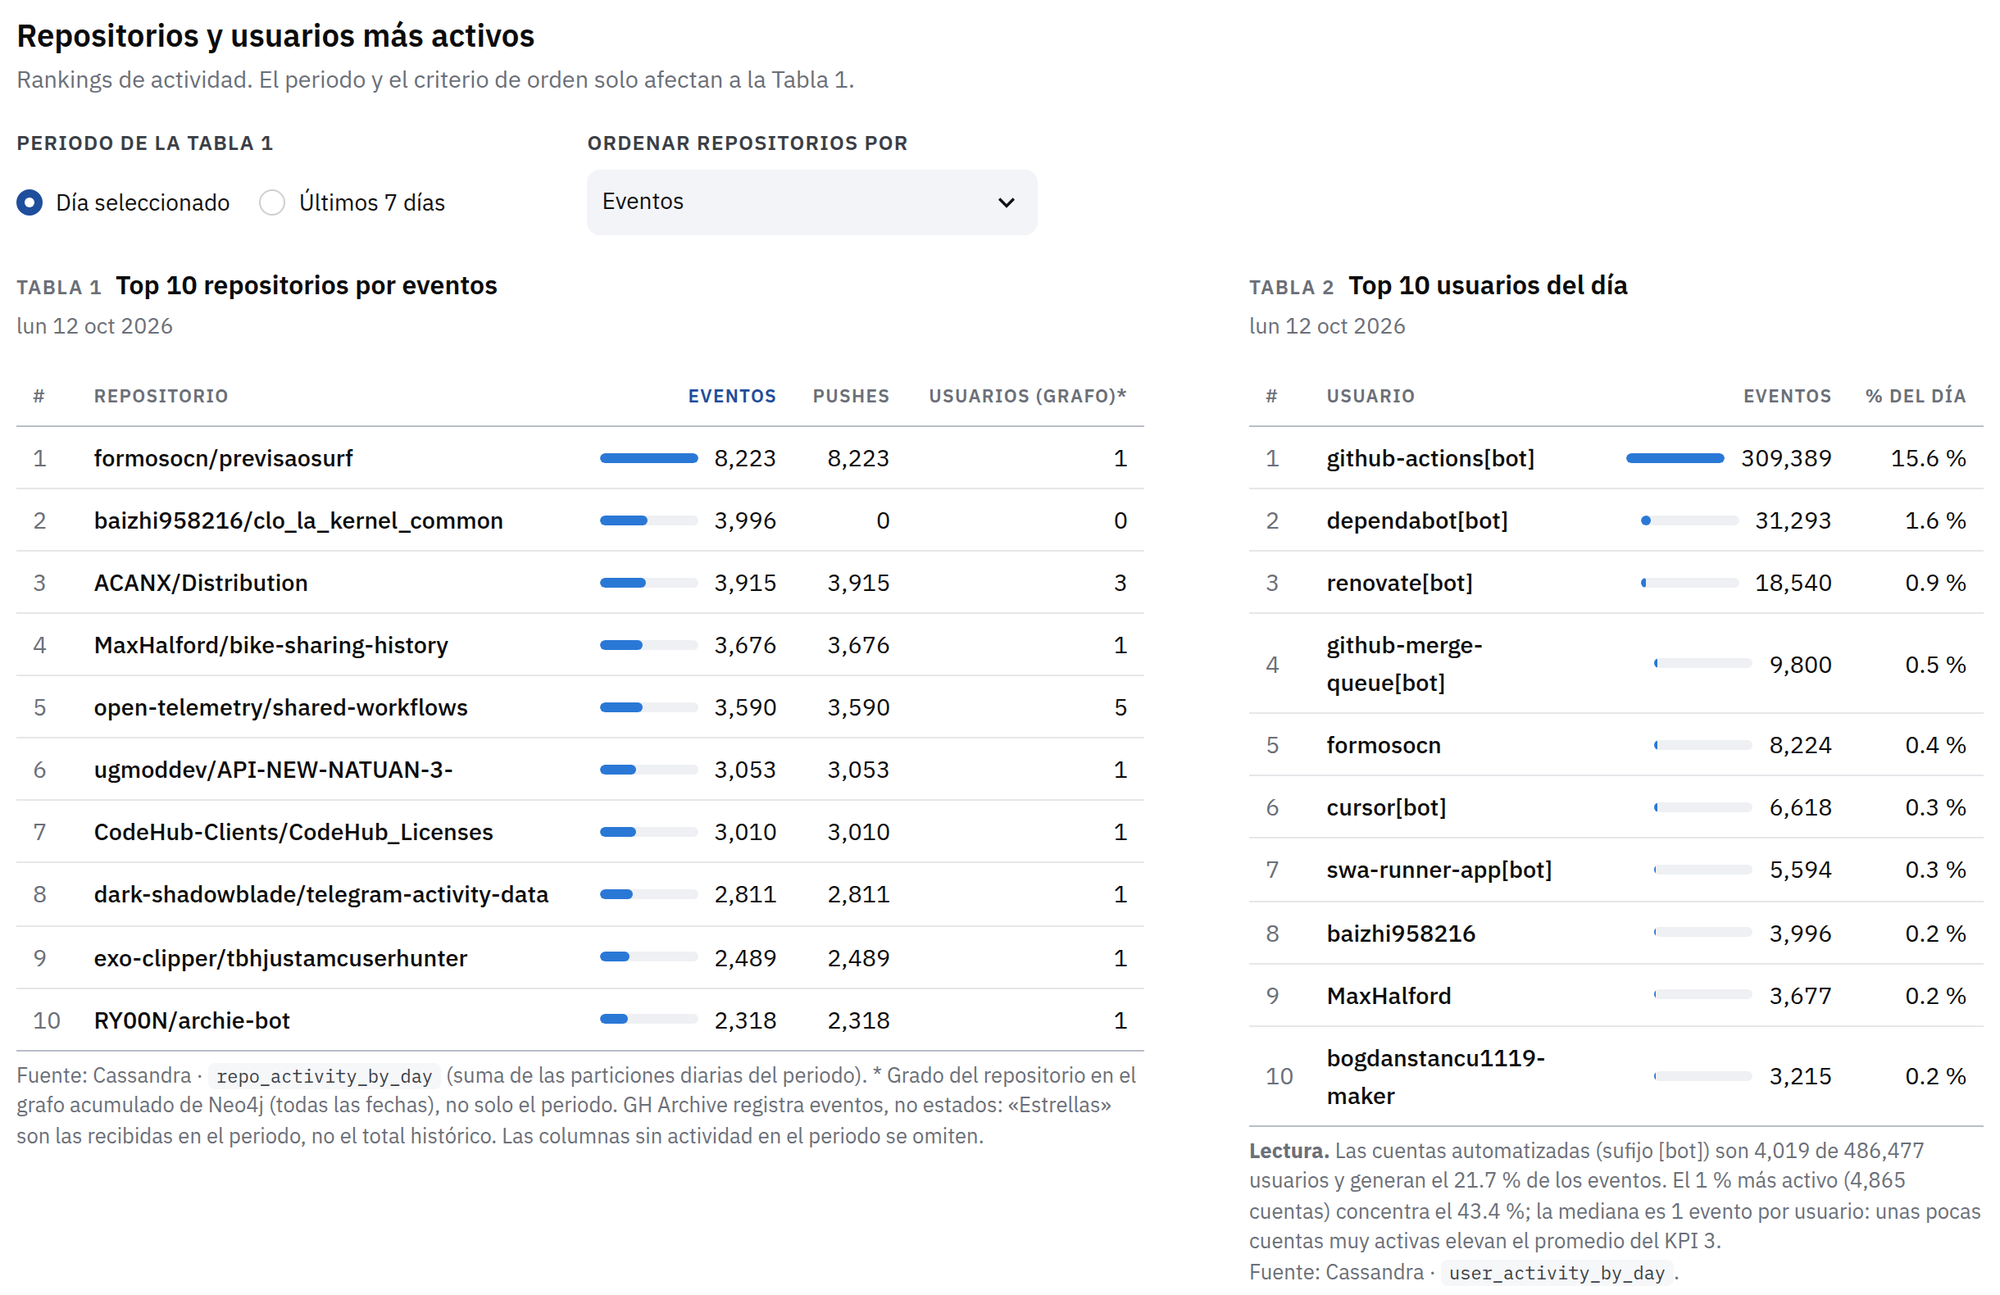 Repositorios y usuarios más activos
Rankings de actividad. El periodo y el criterio de orden solo afectan a la Tabla 1.
PERIODO DE LA TABLA 1
Día seleccionado
Últimos 7 días
ORDENAR REPOSITORIOS POR
Eventos
TABLA 1 Top 10 repositorios por eventos
lun 12 oct 2026
# REPOSITORIO EVENTOS PUSHES USUARIOS (GRAFO)*
1 formosocn/previsaosurf 8,223 8,223 1
2 baizhi958216/clo_la_kernel_common 3,996 0 0
3 ACANX/Distribution 3,915 3,915 3
4 MaxHalford/bike-sharing-history 3,676 3,676 1
5 open-telemetry/shared-workflows 3,590 3,590 5
6 ugmoddev/API-NEW-NATUAN-3- 3,053 3,053 1
7 CodeHub-Clients/CodeHub_Licenses 3,010 3,010 1
8 dark-shadowblade/telegram-activity-data 2,811 2,811 1
9 exo-clipper/tbhjustamcuserhunter 2,489 2,489 1
10 RY00N/archie-bot 2,318 2,318 1
Fuente: Cassandra · repo_activity_by_day (suma de las particiones diarias del periodo). * Grado del repositorio en el
grafo acumulado de Neo4j (todas las fechas), no solo el periodo. GH Archive registra eventos, no estados: «Estrellas»
son las recibidas en el periodo, no el total histórico. Las columnas sin actividad en el periodo se omiten.
TABLA 2 Top 10 usuarios del día
lun 12 oct 2026
# USUARIO EVENTOS % DEL DÍA
1 github-actions[bot] 309,389 15.6 %
2 dependabot[bot] 31,293 1.6 %
3 renovate[bot] 18,540 0.9 %
4 github-merge-
queue[bot] 9,800 0.5 %
5 formosocn 8,224 0.4 %
6 cursor[bot] 6,618 0.3 %
7 swa-runner-app[bot] 5,594 0.3 %
8 baizhi958216 3,996 0.2 %
9 MaxHalford 3,677 0.2 %
10 bogdanstancu1119-
maker 3,215 0.2 %
Lectura. Las cuentas automatizadas (sufijo [bot]) son 4,019 de 486,477
usuarios y generan el 21.7 % de los eventos. El 1 % más activo (4,865
cuentas) concentra el 43.4 %; la mediana es 1 evento por usuario: unas pocas
cuentas muy activas elevan el promedio del KPI 3.
Fuente: Cassandra · user_activity_by_day.